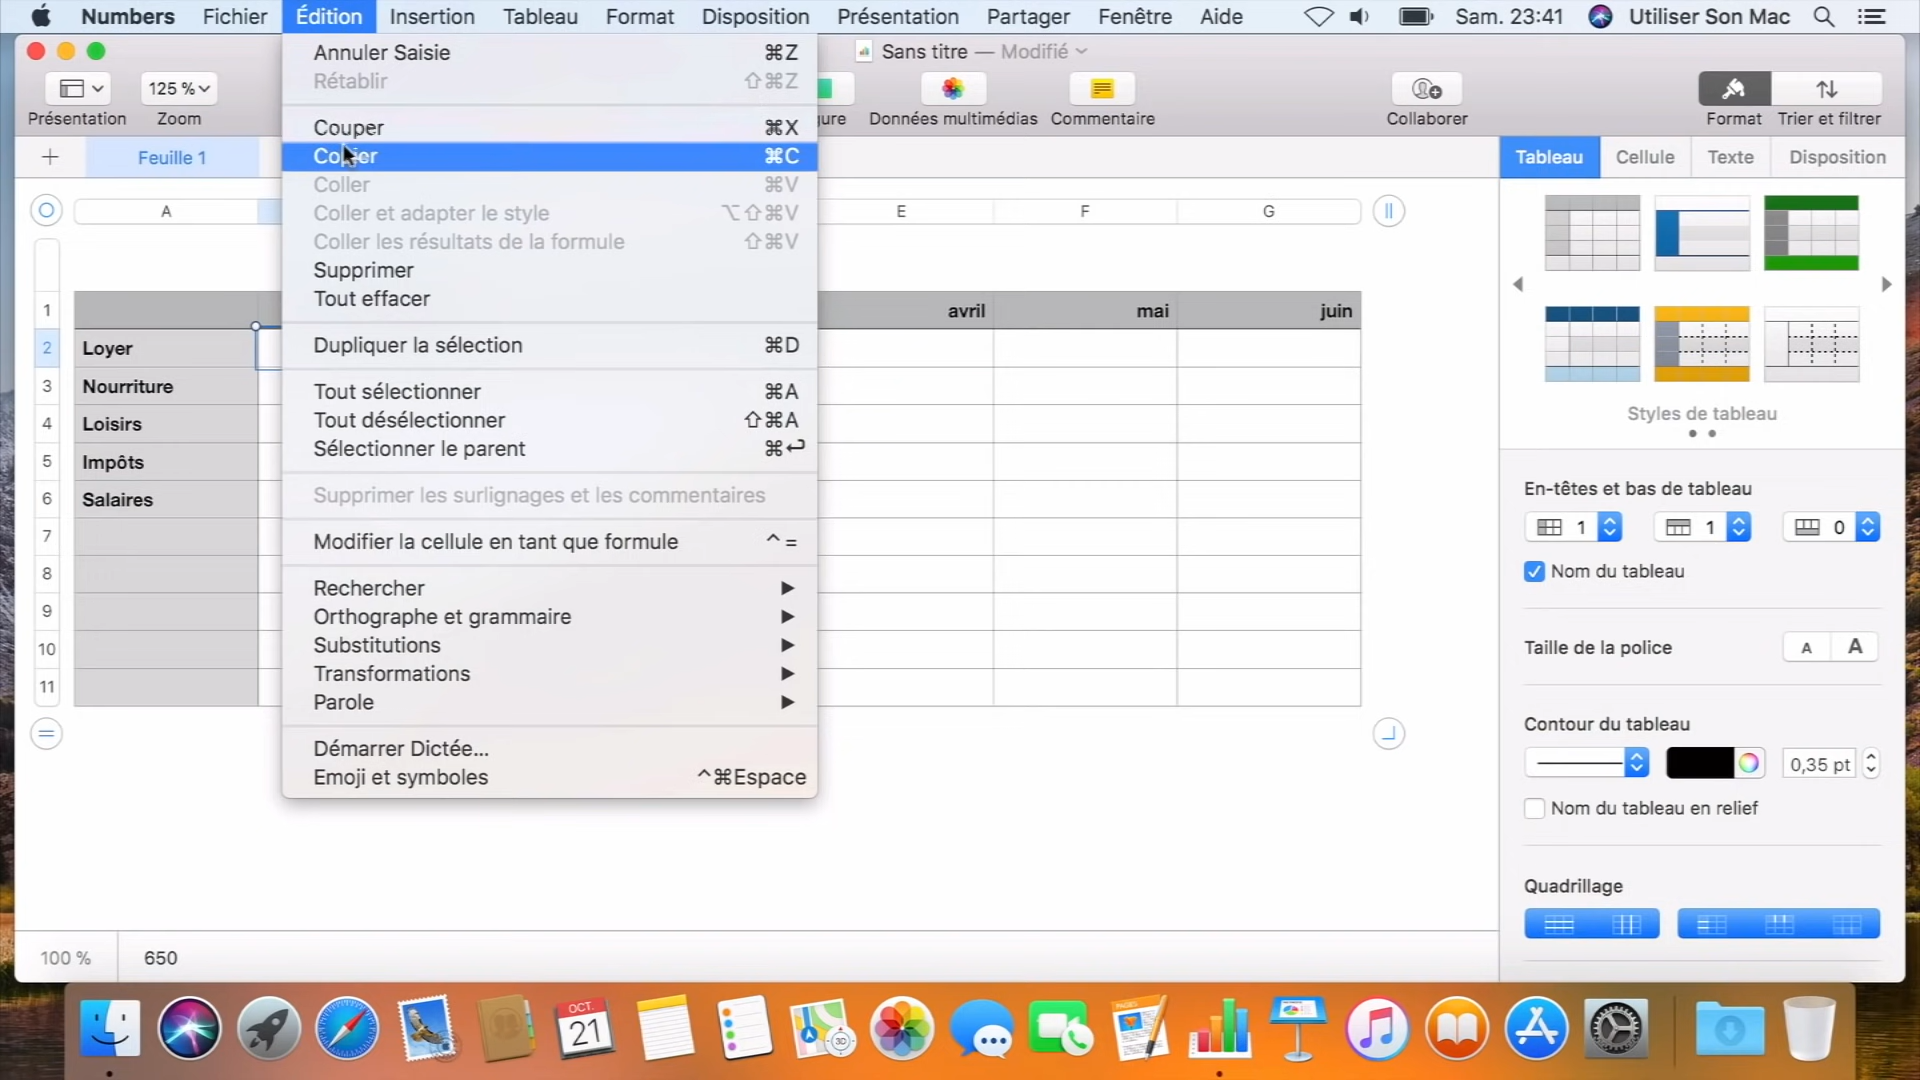 Numbers Fichier Édition Insertion Tableau Format Disposition Présentation Partager Fenêtre Aide Sam. 23:41 Utiliser Son Mac
Sans titre — Modifié
125 %
Présentation Zoom Données multimédias Commentaire Collaborer Format Trier et filtrer
Annuler Saisie ⌘Z
Rétablir ⇧⌘Z
Couper ⌘X
⌘C
Coller ⌘V
Coller et adapter le style ⌥⇧⌘V
Coller les résultats de la formule ⇧⌘V
Supprimer
Tout effacer
Dupliquer la sélection ⌘D
Tout sélectionner ⌘A
Tout désélectionner ⇧⌘A
Sélectionner le parent ⌘↩
Supprimer les surlignages et les commentaires
Modifier la cellule en tant que formule ^ =
Rechercher ▶
Orthographe et grammaire ▶
Substitutions ▶
Transformations ▶
Parole ▶
Démarrer Dictée...
Emoji et symboles ^⌘Espace
Feuille 1
A E F G
1 avril mai juin
2 Loyer
3 Nourriture
4 Loisirs
5 Impôts
6 Salaires
7
8
9
10
11
100 % 650
Tableau Cellule Texte Disposition
Styles de tableau
En-têtes et bas de tableau
1 1 0
Nom du tableau
Taille de la police A A
Contour du tableau
0,35 pt
Nom du tableau en relief
Quadrillage
OCT.
21
3D
PAGES